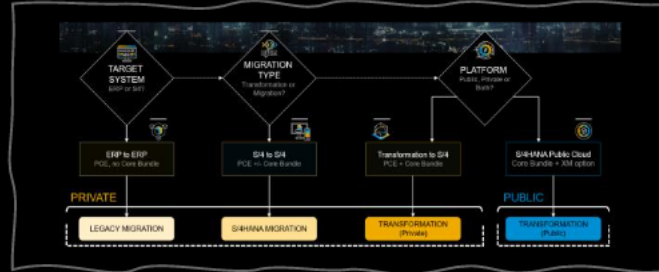 TARGET
SYSTEM
ERP or S/4?
MIGRATION
TYPE
Transformation or
Migration?
PLATFORM
Public, Private or
Both?
ERP to ERP
PCE, no Core Bundle
S/4 to S/4
PCE +/- Core Bundle
Transformation to S/4
PCE + Core Bundle
S/4HANA Public Cloud
Core Bundle + XM option
PRIVATE
PUBLIC
LEGACY MIGRATION
S/4HANA MIGRATION
TRANSFORMATION
(Private)
TRANSFORMATION
(Public)